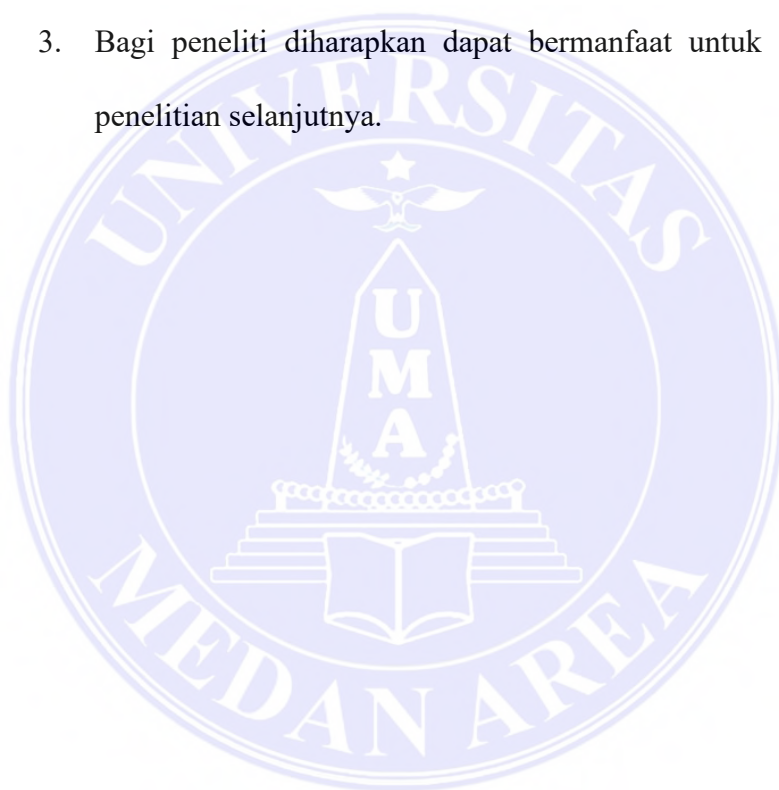 3. Bagi peneliti diharapkan dapat bermanfaat untuk
penelitian selanjutnya.
UNIVERSITAS
U
M
A
MEDAN AREA